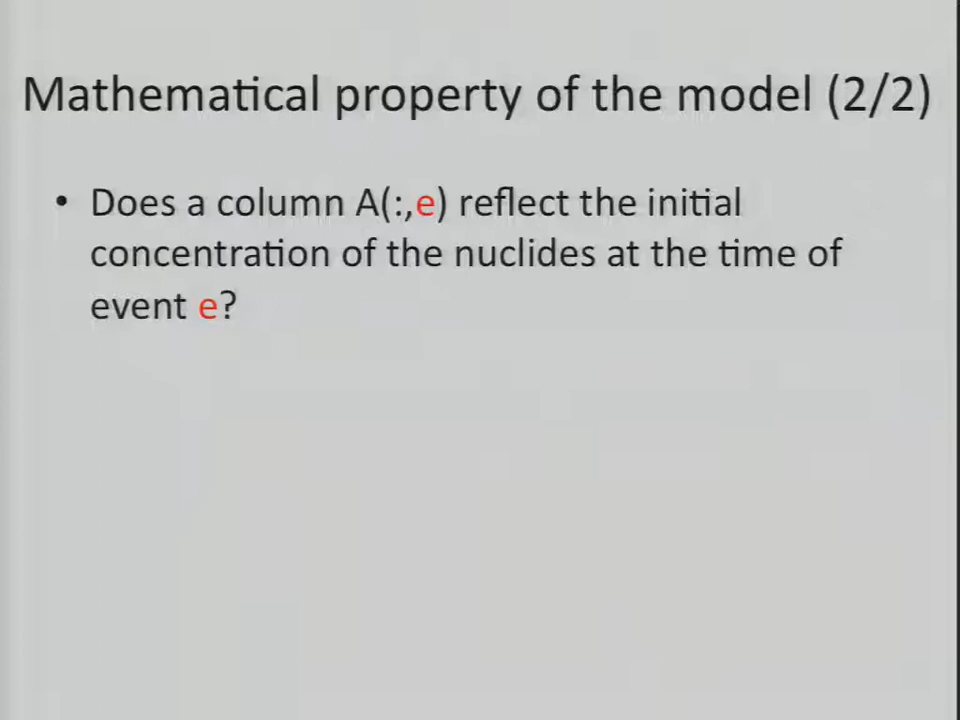 Mathematical property of the model (2/2)
• Does a column A(:,e) reflect the initial
concentration of the nuclides at the time of
event e?